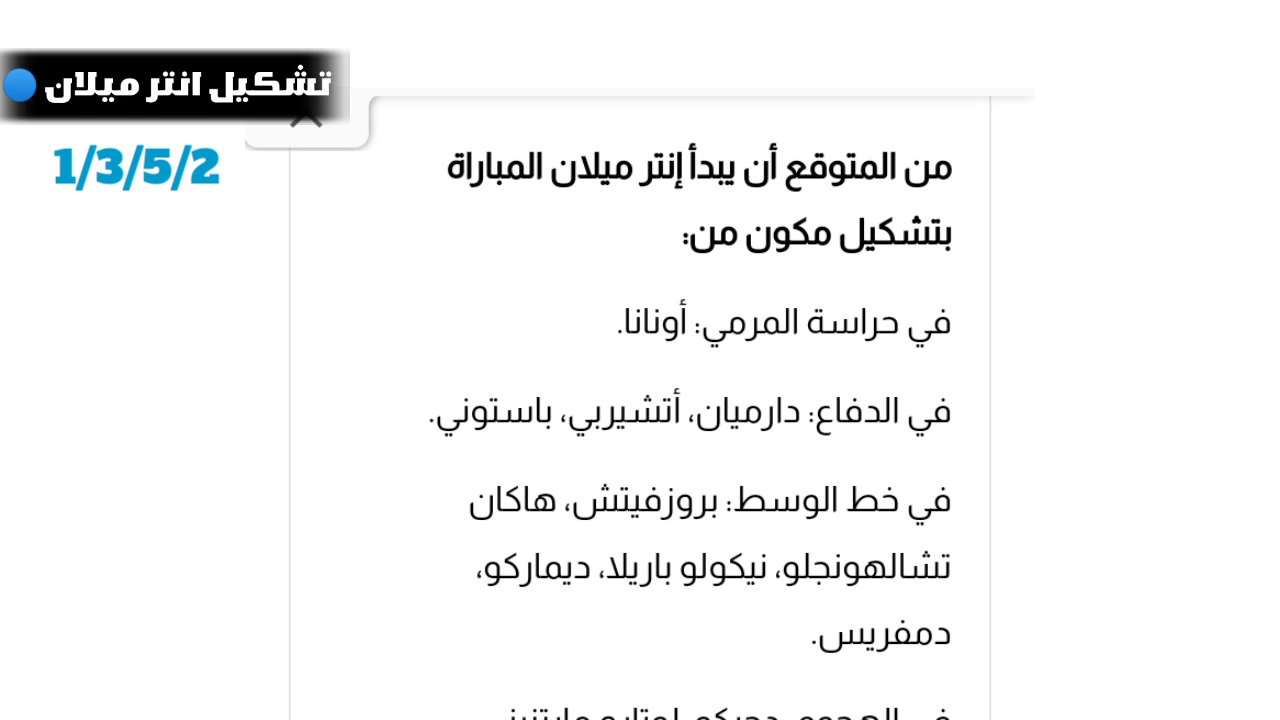 تشكيل انتر ميلان
1/3/5/2
من المتوقع أن يبدأ إنتر ميلان المباراة
بتشكيل مكون من:
في حراسة المرمي: أونانا.
في الدفاع: دارميان، أتشيربي، باستوني.
في خط الوسط: بروزفيتش، هاكان
تشالهونجلو، نيكولو باريلا، ديماركو،
دمفريس.